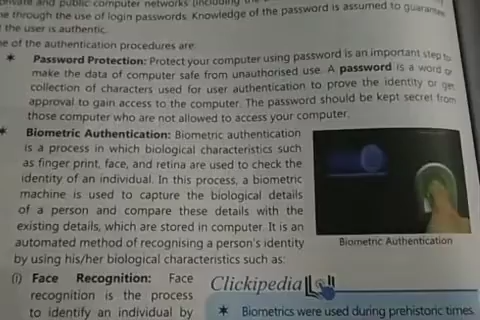 private and public computer networks (including the
through the use of login passwords. Knowledge of the password is assumed to guarantee
the user is authentic.
e of the authentication procedures are:
* Password Protection: Protect your computer using password is an important step to
make the data of computer safe from unauthorised use. A password is a word or
collection of characters used for user authentication to prove the identity or get
approval to gain access to the computer. The password should be kept secret from
those computer who are not allowed to access your computer.
* Biometric Authentication: Biometric authentication
is a process in which biological characteristics such
as finger print, face, and retina are used to check the
identity of an individual. In this process, a biometric
machine is used to capture the biological details
of a person and compare these details with the
existing details, which are stored in computer. It is an
automated method of recognising a person's identity
by using his/her biological characteristics such as:
Biometric Authentication
(i) Face Recognition: Face
recognition is the process
to identify an individual by
Clickipedia
* Biometrics were used during prehistoric times.